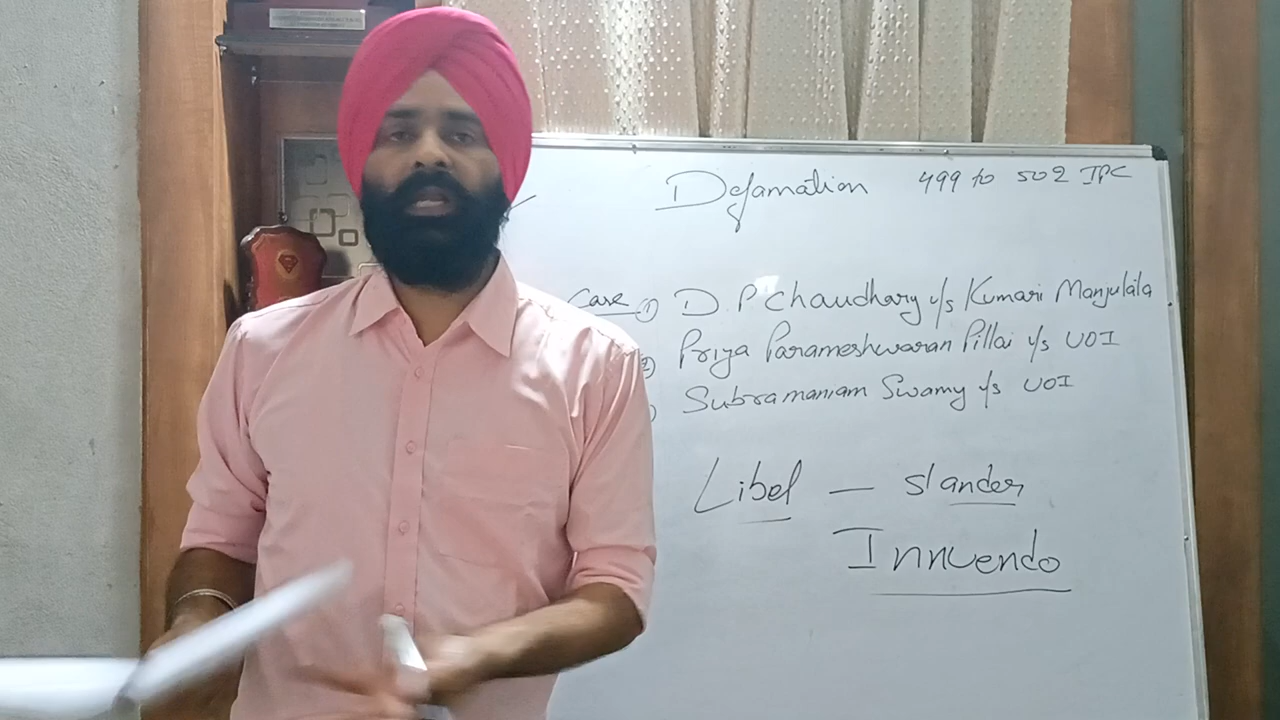 Defamation 499 to 502 IPC
Case (1) D.P Chaudhary v/s Kumari Manjulata
2) Priya Parameshwaran Pillai v/s UOI
) Subramaniam Swamy v/s UOI
Libel — slander
Innuendo